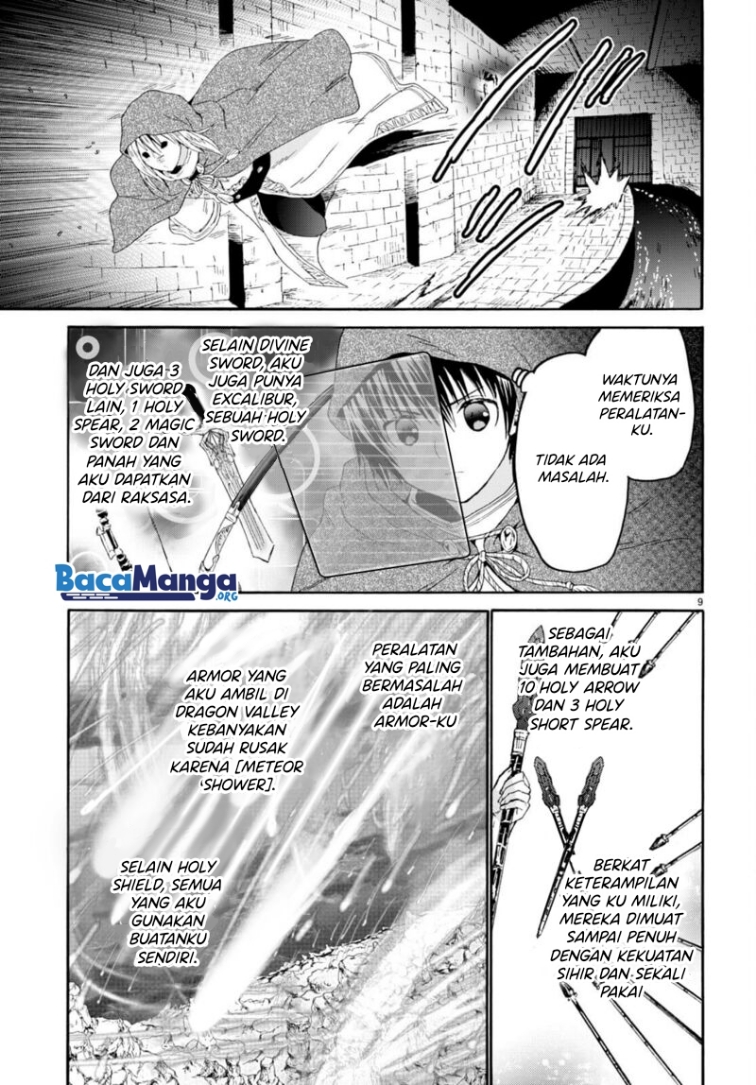 WAKTUNYA
MEMERIKSA
PERALATAN-
KU.
TIDAK ADA
MASALAH.
SELAIN DIVINE
SWORD, AKU
JUGA PUNYA
EXCALIBUR,
SEBUAH HOLY
SWORD.
DAN JUGA 3
HOLY SWORD
LAIN, 1 HOLY
SPEAR, 2 MAGIC
SWORD DAN
PANAH YANG
AKU DAPATKAN
DARI RAKSASA.
BacaManga
.ORG
9
SEBAGAI
TAMBAHAN, AKU
JUGA MEMBUAT
10 HOLY ARROW
DAN 3 HOLY
SHORT SPEAR.
BERKAT
KETERAMPILAN
YANG KU MILIKI,
MEREKA DIMUAT
SAMPAI PENUH
DENGAN KEKUATAN
SIHIR DAN SEKALI
PAKAI
PERALATAN
YANG PALING
BERMASALAH
ADALAH
ARMOR-KU
ARMOR YANG
AKU AMBIL DI
DRAGON VALLEY
KEBANYAKAN
SUDAH RUSAK
KARENA [METEOR
SHOWER].
SELAIN HOLY
SHIELD, SEMUA
YANG AKU
GUNAKAN
BUATANKU
SENDIRI.